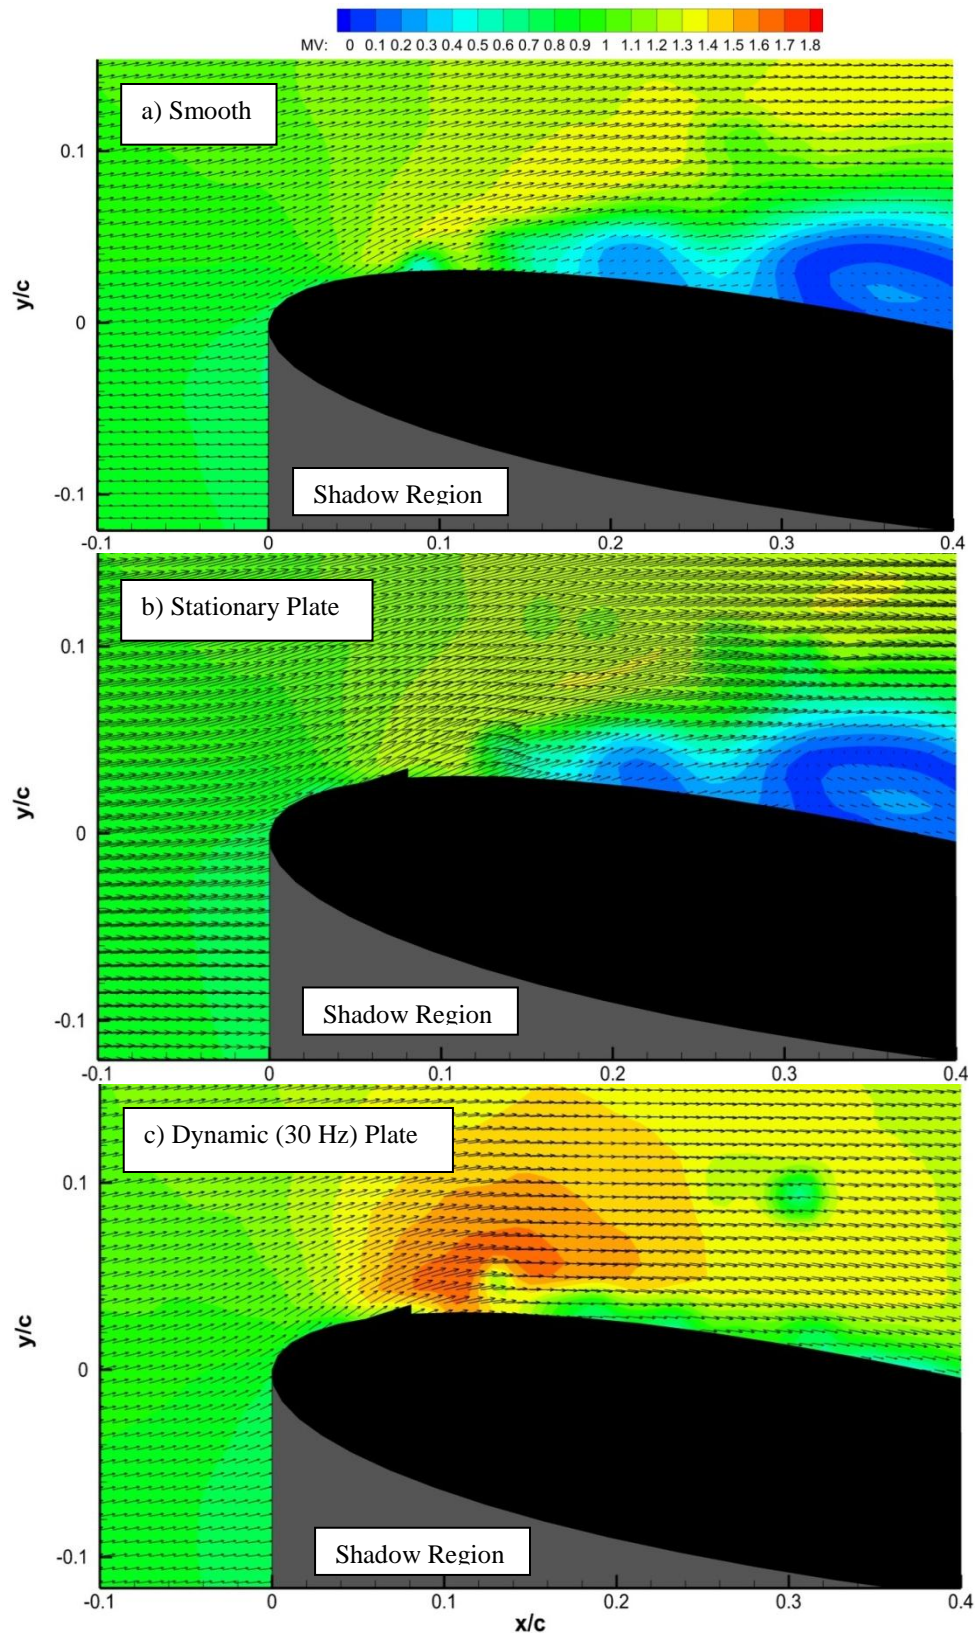 MV: 0 0.1 0.2 0.3 0.4 0.5 0.6 0.7 0.8 0.9 1 1.1 1.2 1.3 1.4 1.5 1.6 1.7 1.8
a) Smooth
0.1
y/c
0
-0.1
Shadow Region
-0.1 0 0.1 0.2 0.3 0.4
b) Stationary Plate
0.1
y/c
0
-0.1
Shadow Region
-0.1 0 0.1 0.2 0.3 0.4
c) Dynamic (30 Hz) Plate
0.1
y/c
0
-0.1
Shadow Region
-0.1 0 0.1 0.2 0.3 0.4
x/c